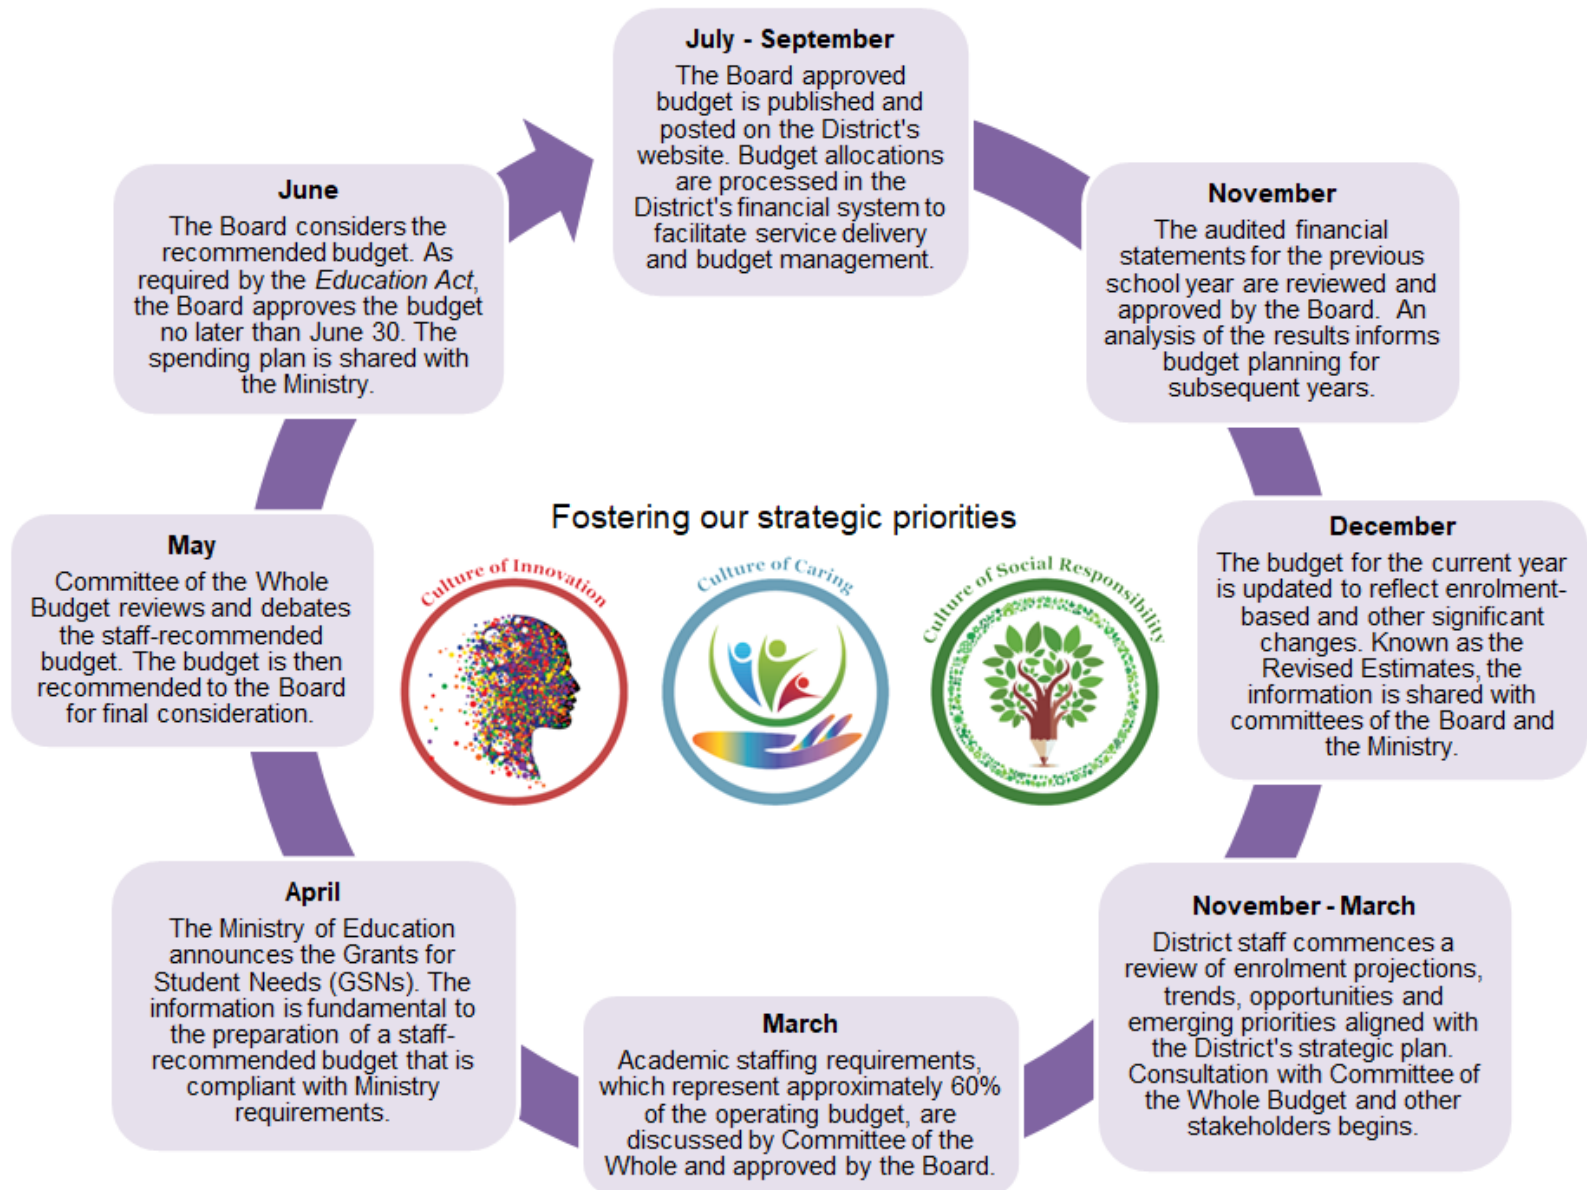 July - September
The Board approved
budget is published and
posted on the District's
website. Budget allocations
are processed in the
District's financial system to
facilitate service delivery
and budget management.
November
The audited financial
statements for the previous
school year are reviewed and
approved by the Board. An
analysis of the results informs
budget planning for
subsequent years.
December
The budget for the current year
is updated to reflect enrolment-
based and other significant
changes. Known as the
Revised Estimates, the
information is shared with
committees of the Board and
the Ministry.
November - March
District staff commences a
review of enrolment projections,
trends, opportunities and
emerging priorities aligned with
the District's strategic plan.
Consultation with Committee of
the Whole Budget and other
stakeholders begins.
March
Academic staffing requirements,
which represent approximately 60%
of the operating budget, are
discussed by Committee of the
Whole and approved by the Board.
April
The Ministry of Education
announces the Grants for
Student Needs (GSNs). The
information is fundamental to
the preparation of a staff-
recommended budget that is
compliant with Ministry
requirements.
May
Committee of the Whole
Budget reviews and debates
the staff-recommended
budget. The budget is then
recommended to the Board
for final consideration.
June
The Board considers the
recommended budget. As
required by the Education Act,
the Board approves the budget
no later than June 30. The
spending plan is shared with
the Ministry.
Fostering our strategic priorities
Culture of Innovation
Culture of Caring
Culture of Social Responsibility